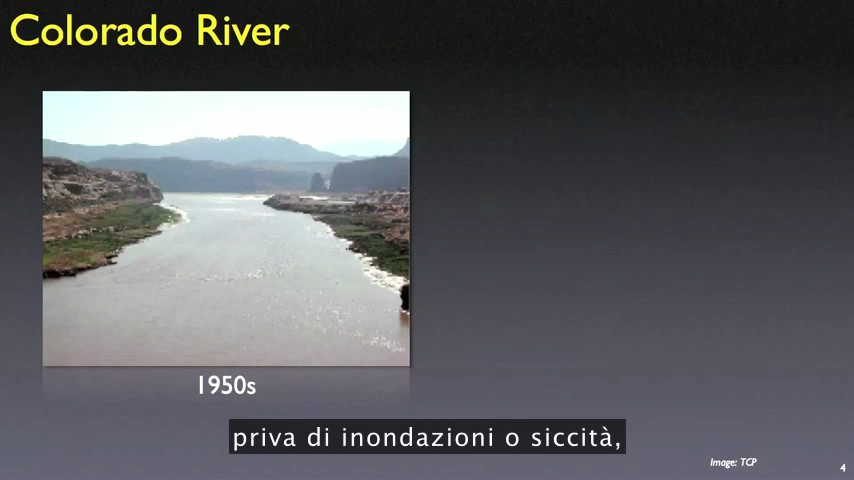 Colorado River
1950s
priva di inondazioni o siccità,
Image: TCP
4